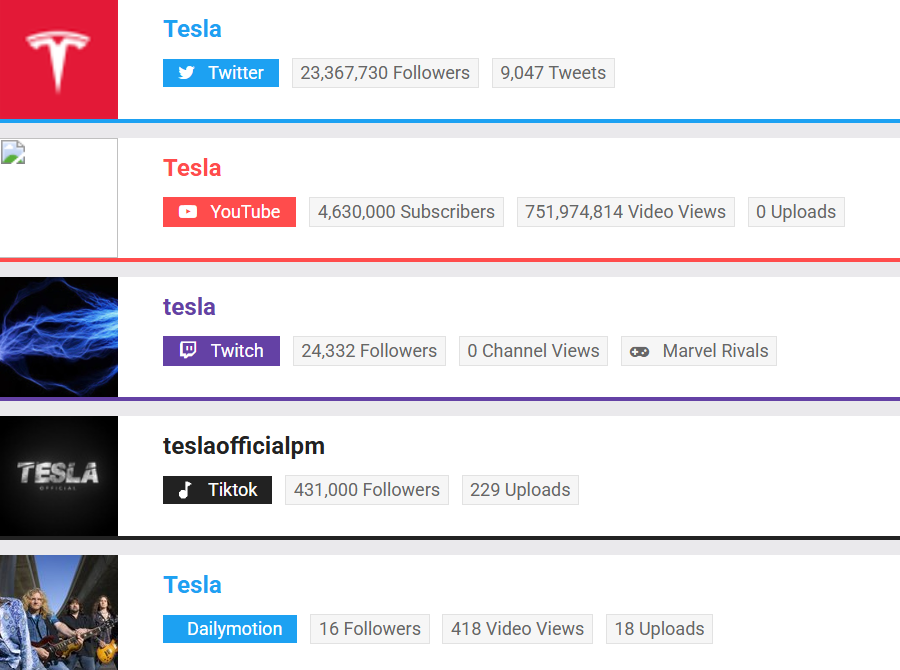 Tesla
Twitter 23,367,730 Followers 9,047 Tweets
Tesla
YouTube 4,630,000 Subscribers 751,974,814 Video Views 0 Uploads
tesla
Twitch 24,332 Followers 0 Channel Views Marvel Rivals
teslaofficialpm
TESLA
OFFICIAL
Tiktok 431,000 Followers 229 Uploads
Tesla
Dailymotion 16 Followers 418 Video Views 18 Uploads